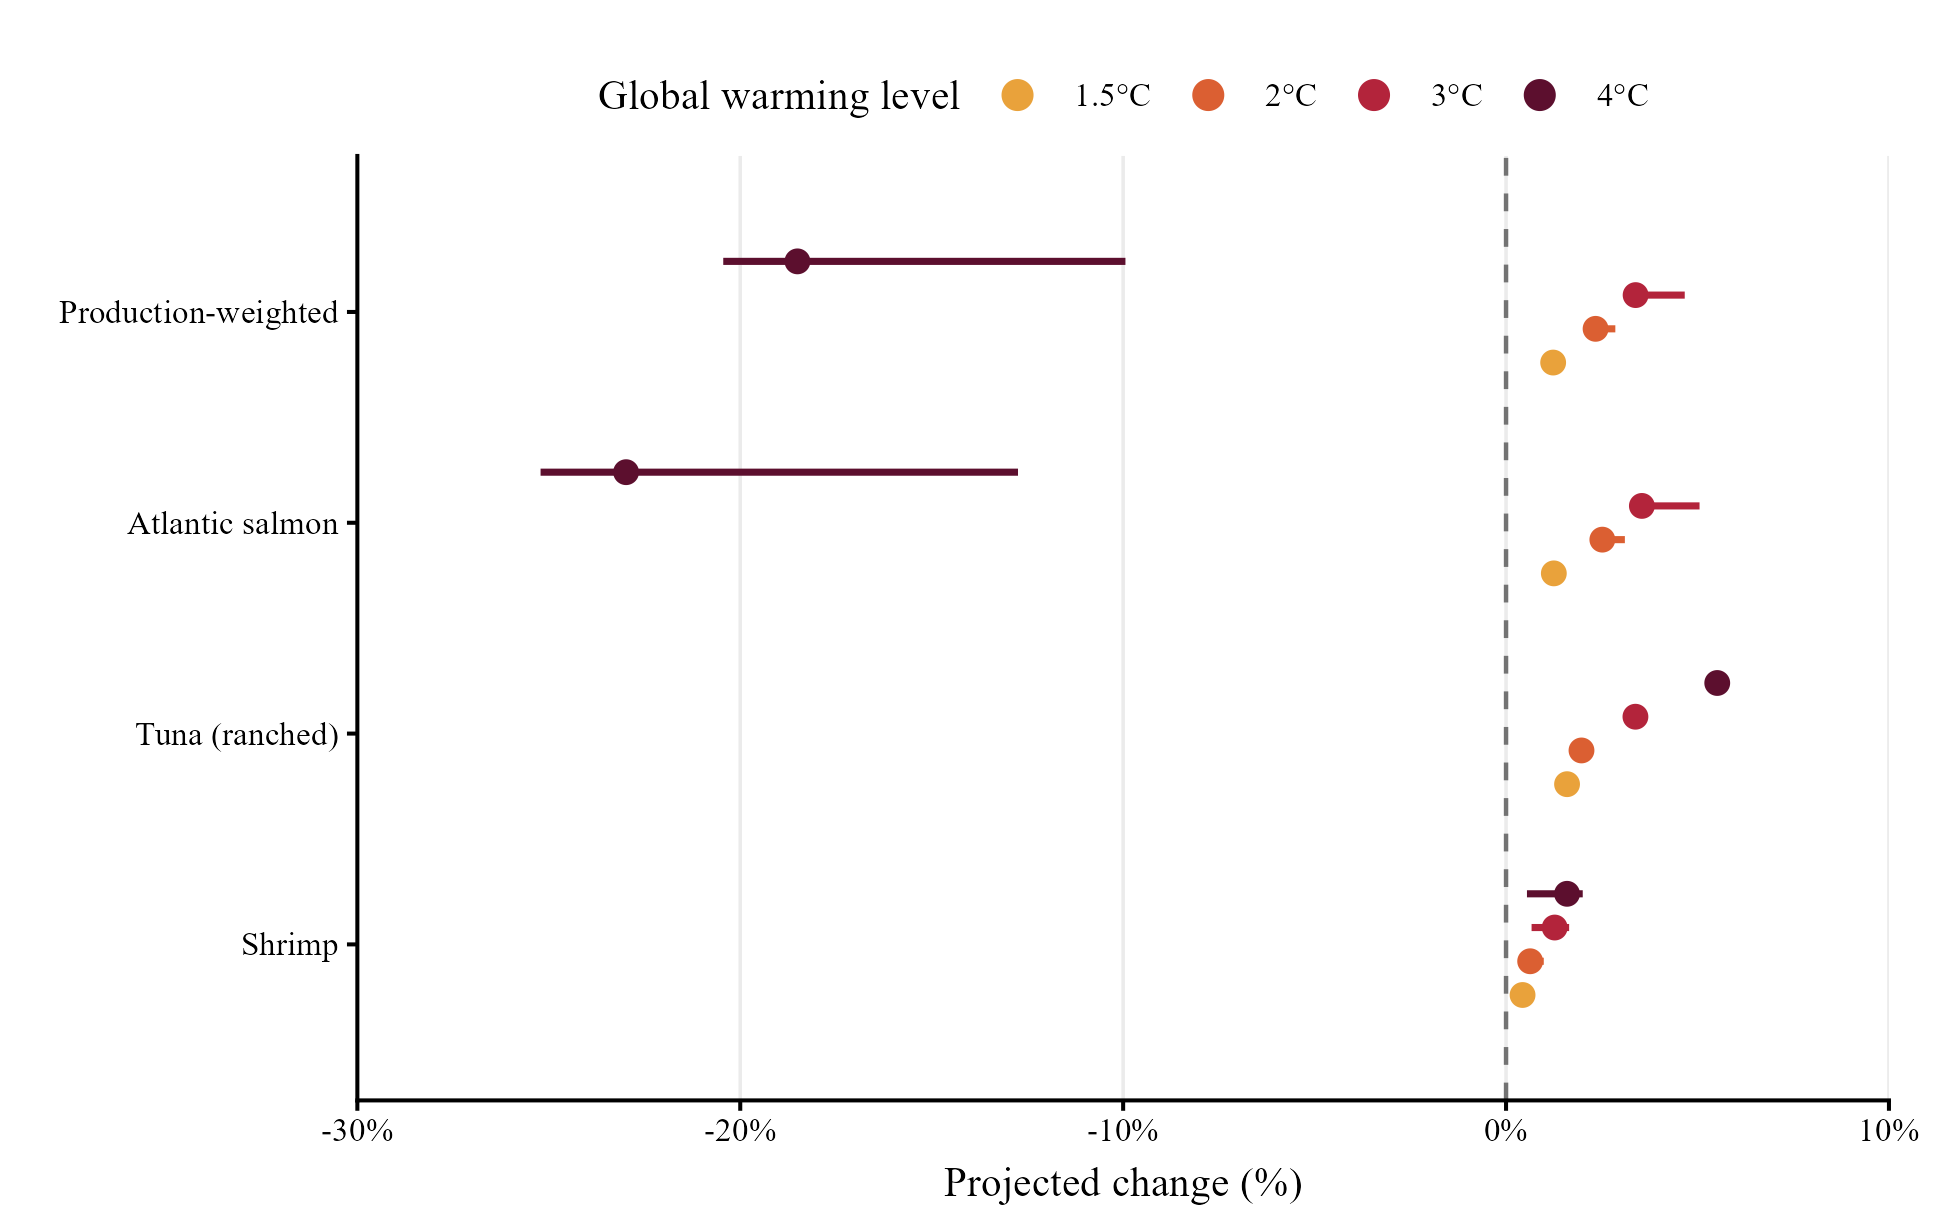 Global warming level 1.5°C 2°C 3°C 4°C
Production-weighted
Atlantic salmon
Tuna (ranched)
Shrimp
-30% -20% -10% 0% 10%
Projected change (%)